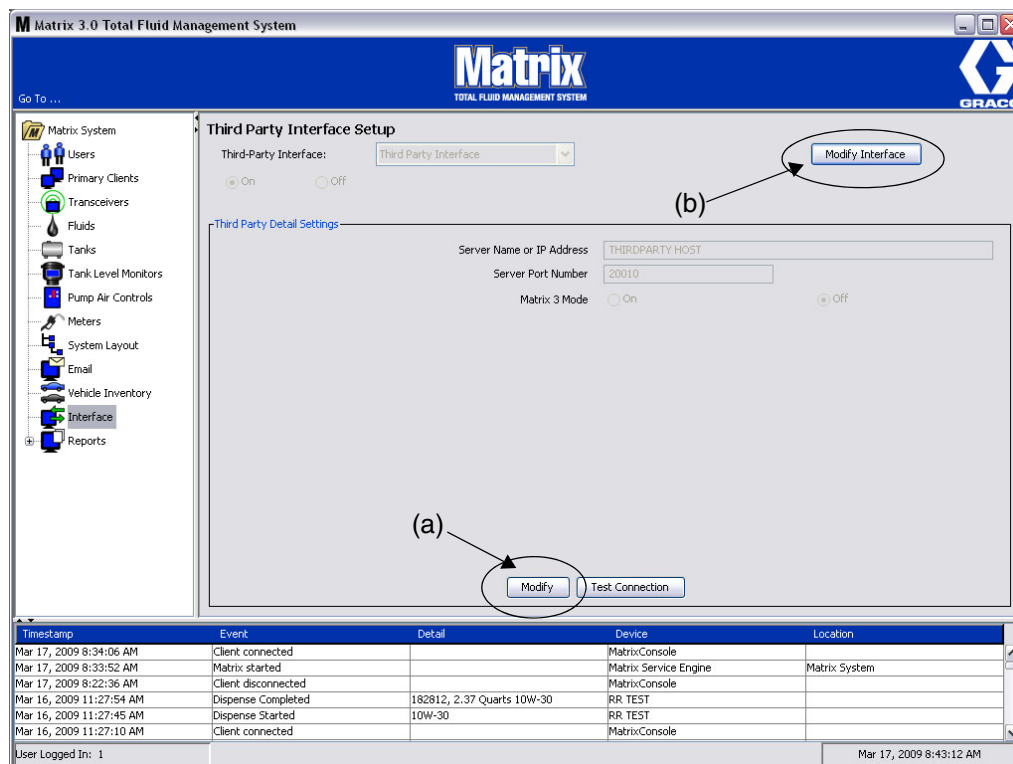 Matrix 3.0 Total Fluid Management System
Matrix
TOTAL FLUID MANAGEMENT SYSTEM
Go To ...
GRACO
Matrix System
Users
Primary Clients
Transceivers
Fluids
Tanks
Tank Level Monitors
Pump Air Controls
Meters
System Layout
Email
Vehicle Inventory
Interface
Reports
Third Party Interface Setup
Third-Party Interface: Third Party Interface
Modify Interface
On Off
(b)
Third Party Detail Settings
Server Name or IP Address THIRDPARTY HOST
Server Port Number 20010
Matrix 3 Mode On Off
(a)
Modify Test Connection
Timestamp Event Detail Device Location
Mar 17, 2009 8:34:06 AM Client connected MatrixConsole
Mar 17, 2009 8:33:52 AM Matrix started Matrix Service Engine Matrix System
Mar 17, 2009 8:22:36 AM Client disconnected MatrixConsole
Mar 16, 2009 11:27:54 AM Dispense Completed 182812, 2.37 Quarts 10W-30 RR TEST
Mar 16, 2009 11:27:45 AM Dispense Started 10W-30 RR TEST
Mar 16, 2009 11:27:10 AM Client connected MatrixConsole
User Logged In: 1 Mar 17, 2009 8:43:12 AM